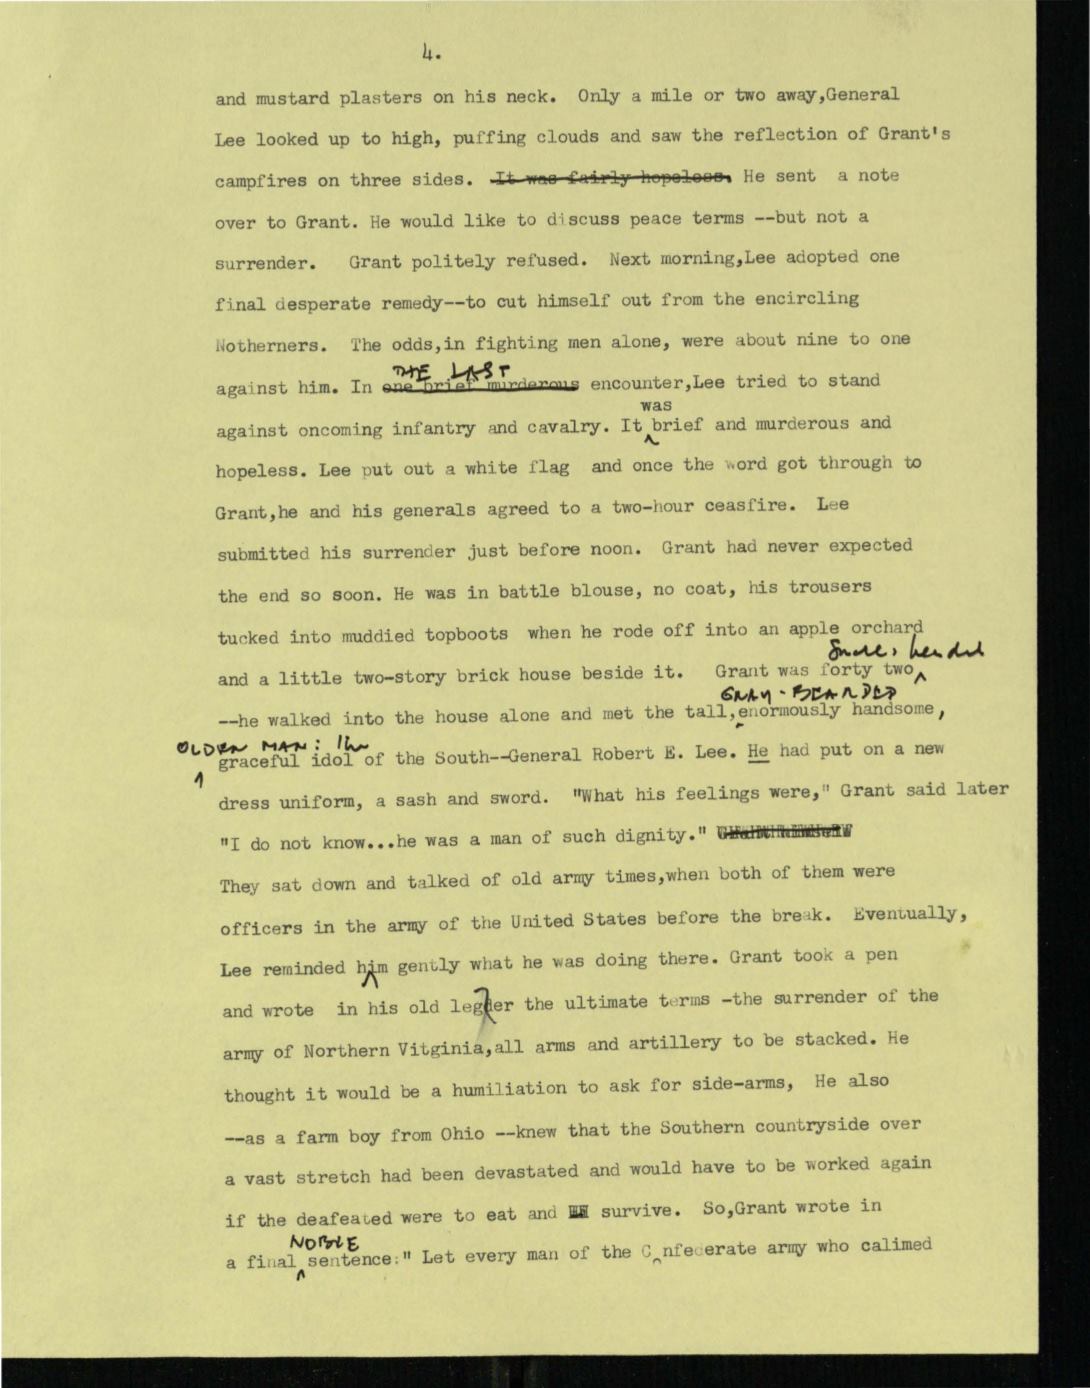 4.
and mustard plasters on his neck.  Only a mile or two away,General
Lee looked up to high, puffing clouds and saw the reflection of Grant's
campfires on three sides.  It was fairly hopeless. He sent  a note
over to Grant. He would like to discuss peace terms --but not a
surrender.   Grant politely refused.  Next morning,Lee adopted one
final desperate remedy--to cut himself out from the encircling
Notherners.  The odds,in fighting men alone, were about nine to one
THE LAST
against him. In one brief murderous encounter,Lee tried to stand
was
against oncoming infantry and cavalry. It brief and murderous and
hopeless. Lee put out a white flag  and once the word got through to
Grant,he and his generals agreed to a two-hour ceasfire.  Lee
submitted his surrender just before noon.  Grant had never expected
the end so soon. He was in battle blouse, no coat, his trousers
tucked into muddied topboots  when he rode off into an apple orchard
and a little two-story brick house beside it.   Grant was forty two
GRAY-BEARDED
--he walked into the house alone and met the tall,enormously handsome,
OLDER MAN: the
graceful idol of the South--General Robert E. Lee. He had put on a new
dress uniform, a sash and sword.  "What his feelings were," Grant said later
"I do not know...he was a man of such dignity."
They sat down and talked of old army times,when both of them were
officers in the army of the United States before the break.  Eventually,
Lee reminded him gently what he was doing there. Grant took a pen
and wrote  in his old leger the ultimate terms -the surrender of the
army of Northern Vitginia,all arms and artillery to be stacked. He
thought it would be a humiliation to ask for side-arms,  He also
--as a farm boy from Ohio --knew that the Southern countryside over
a vast stretch had been devastated and would have to be worked again
if the deafeated were to eat and survive.  So,Grant wrote in
NOBLE
a final sentence:" Let every man of the C nfederate army who calimed